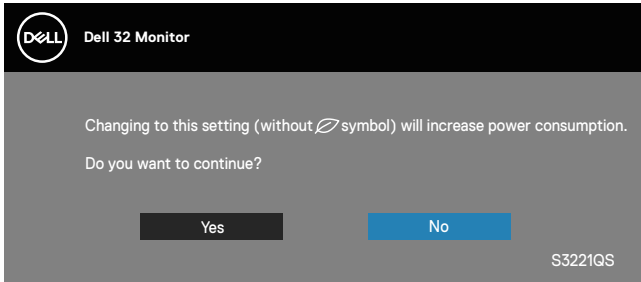 DELL
Dell 32 Monitor
Changing to this setting (without symbol) will increase power consumption.
Do you want to continue?
Yes
No
S3221QS